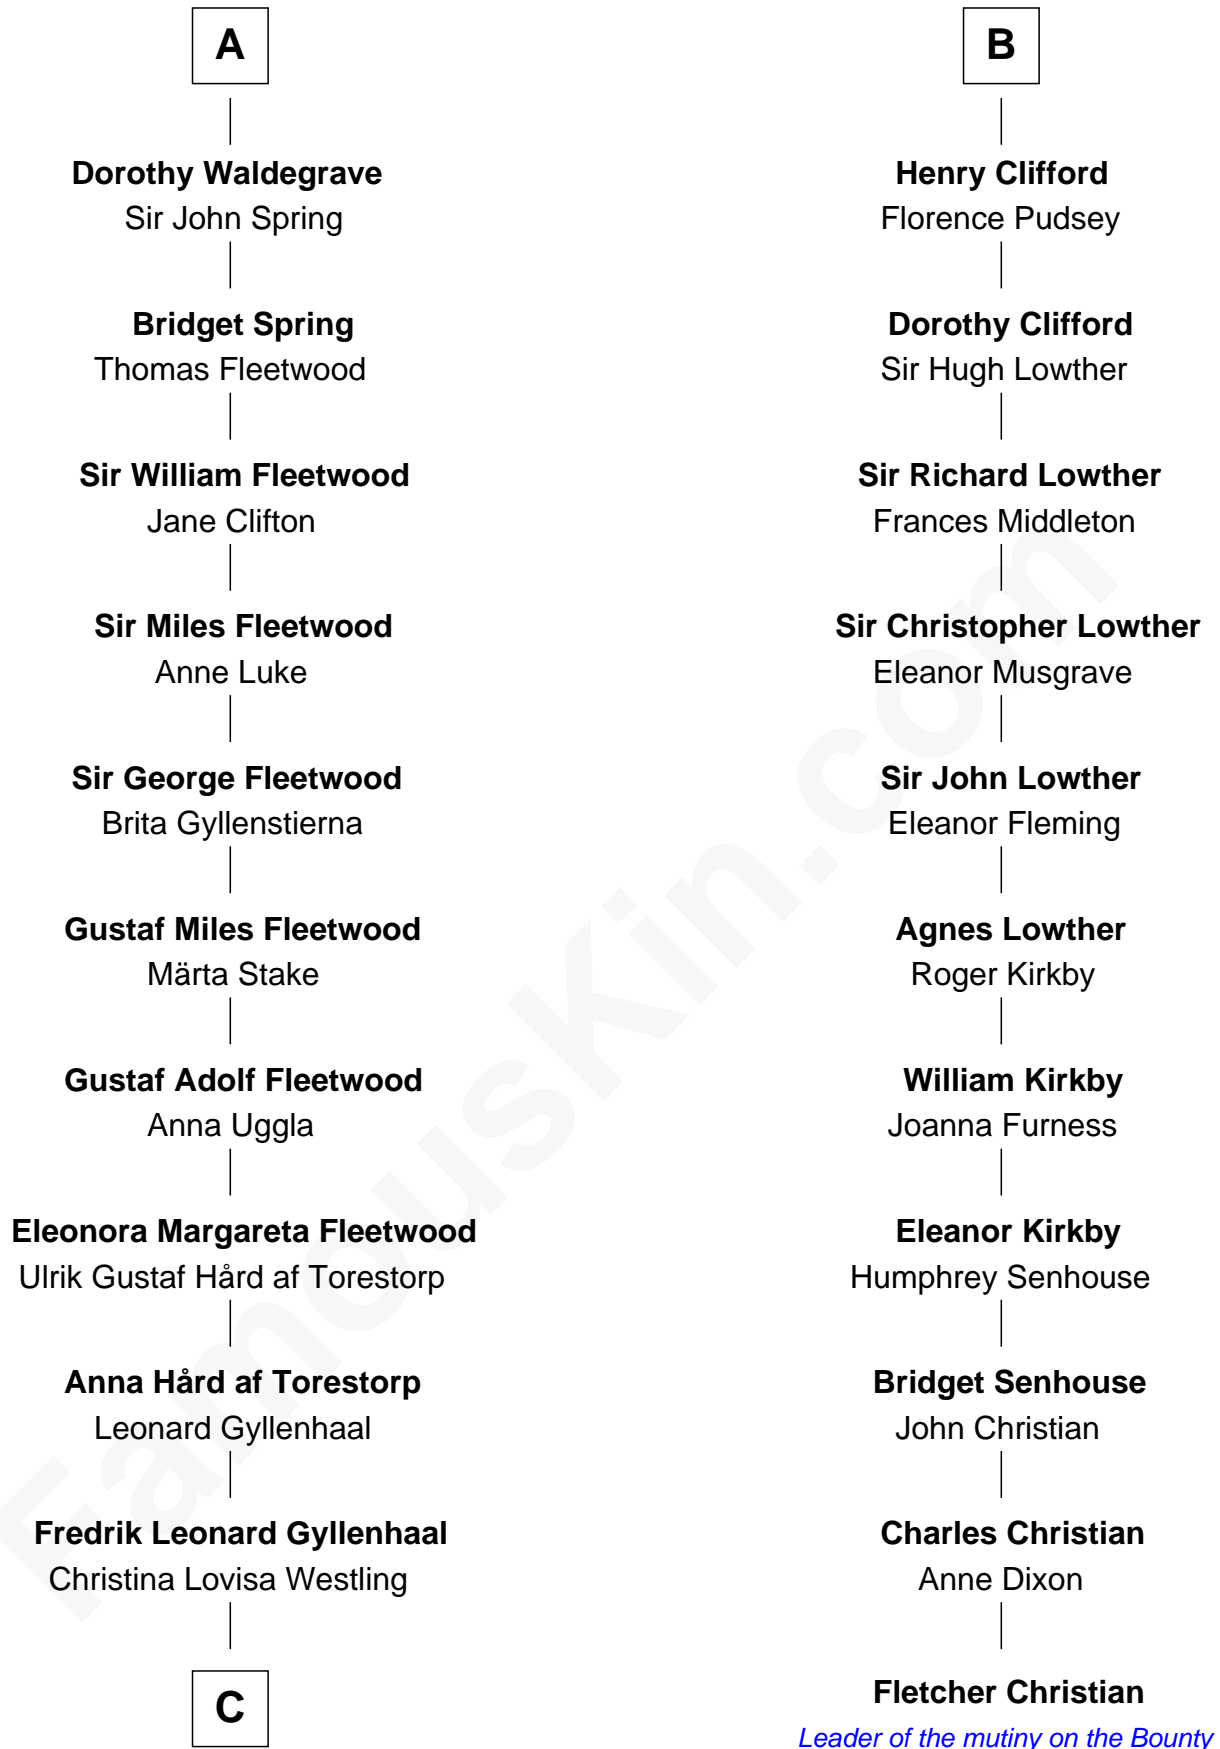 A
Dorothy Waldegrave
Sir John Spring
Bridget Spring
Thomas Fleetwood
Sir William Fleetwood
Jane Clifton
Sir Miles Fleetwood
Anne Luke
Sir George Fleetwood
Brita Gyllenstierna
Gustaf Miles Fleetwood
Märta Stake
Gustaf Adolf Fleetwood
Anna Uggla
Eleonora Margareta Fleetwood
Ulrik Gustaf Hård af Torestorp
Anna Hård af Torestorp
Leonard Gyllenhaal
Fredrik Leonard Gyllenhaal
Christina Lovisa Westling
C
B
Henry Clifford
Florence Pudsey
Dorothy Clifford
Sir Hugh Lowther
Sir Richard Lowther
Frances Middleton
Sir Christopher Lowther
Eleanor Musgrave
Sir John Lowther
Eleanor Fleming
Agnes Lowther
Roger Kirkby
William Kirkby
Joanna Furness
Eleanor Kirkby
Humphrey Senhouse
Bridget Senhouse
John Christian
Charles Christian
Anne Dixon
Fletcher Christian
Leader of the mutiny on the Bounty
FamousKin.com